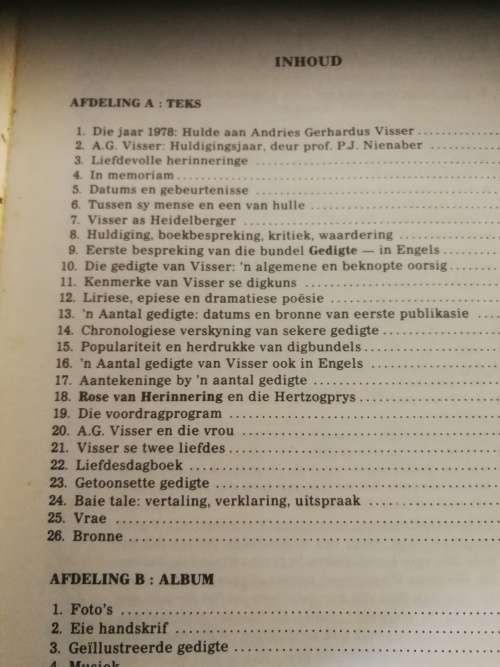 INHOUD
AFDELING A : TEKS
1. Die jaar 1978: Hulde aan Andries Gerhardus Visser ..........
2. A.G. Visser: Huldigingsjaar, deur prof. P.J. Nienaber ..........
3. Liefdevolle herinneringe ..........
4. In memoriam ..........
5. Datums en gebeurtenisse ..........
6. Tussen sy mense en een van hulle ..........
7. Visser as Heidelberger ..........
8. Huldiging, boekbespreking, kritiek, waardering ..........
9. Eerste bespreking van die bundel Gedigte — in Engels ..........
10. Die gedigte van Visser: 'n algemene en beknopte oorsig ..........
11. Kenmerke van Visser se digkuns ..........
12. Liriese, epiese en dramatiese poësie ..........
13. 'n Aantal gedigte: datums en bronne van eerste publikasie ....
14. Chronologiese verskyning van sekere gedigte ..........
15. Populariteit en herdrukke van digbundels ..........
16. 'n Aantal gedigte van Visser ook in Engels ..........
17. Aantekeninge by 'n aantal gedigte ..........
18. Rose van Herinnering en die Hertzogprys ..........
19. Die voordragprogram ..........
20. A.G. Visser en die vrou ..........
21. Visser se twee liefdes ..........
22. Liefdesdagboek ..........
23. Getoonsette gedigte ..........
24. Baie tale: vertaling, verklaring, uitspraak ..........
25. Vrae ..........
26. Bronne ..........
AFDELING B : ALBUM
1. Foto's ..........
2. Eie handskrif ..........
3. Geïllustreerde gedigte ..........
4. Musiek ..........